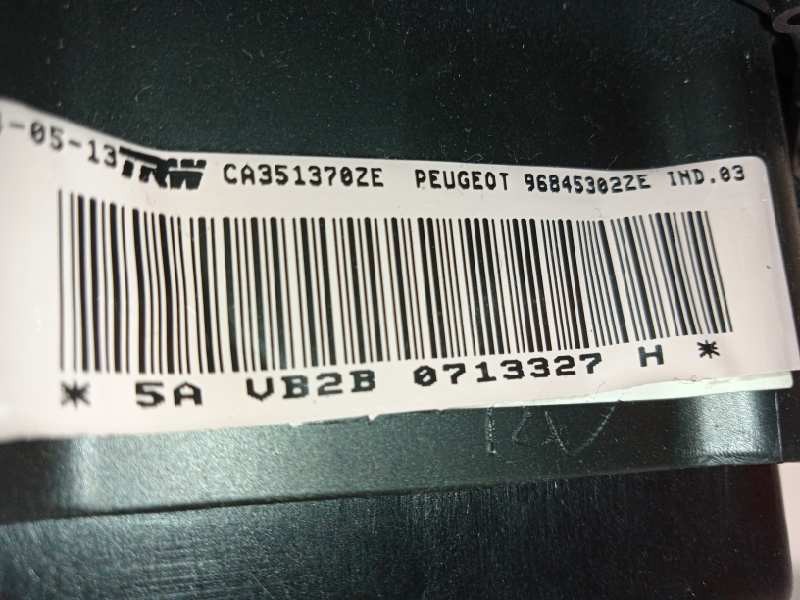 -05-13 TRW CA351370ZE PEUGEOT 96845302ZE IND.03
* 5A VB2B 0713327 H *